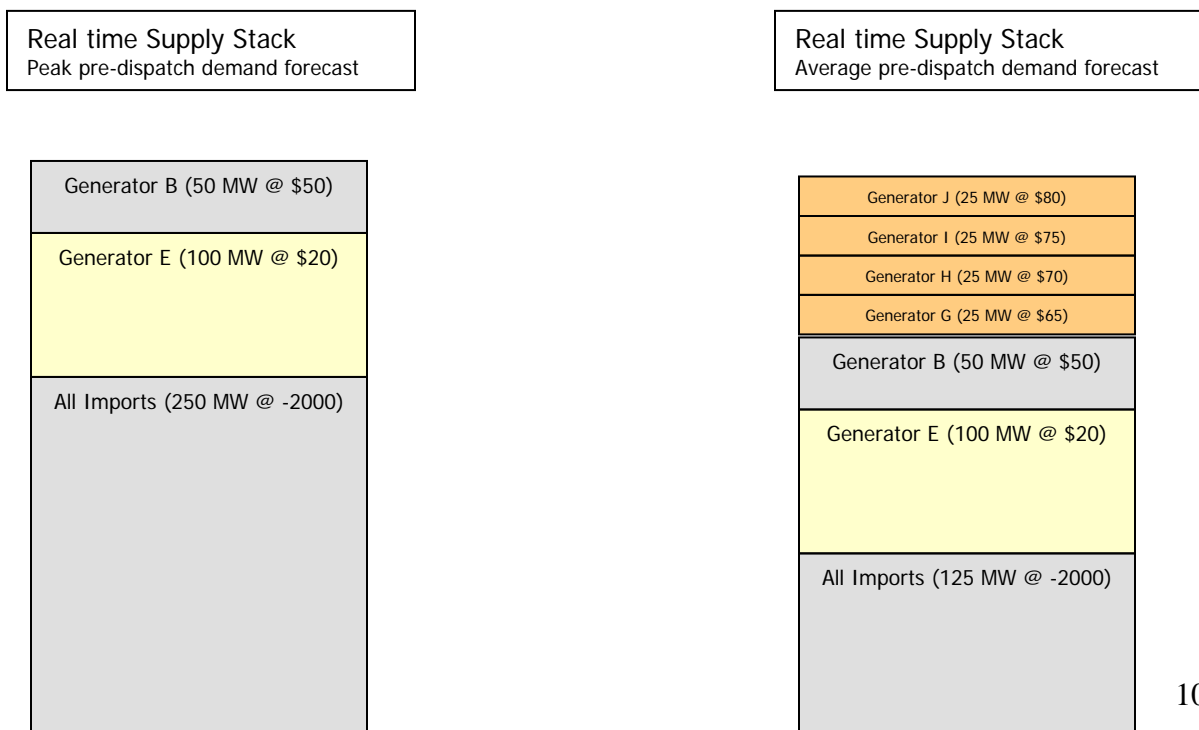 Real time Supply Stack
Peak pre-dispatch demand forecast
Generator B (50 MW @ $50)
Generator E (100 MW @ $20)
All Imports (250 MW @ -2000)
Real time Supply Stack
Average pre-dispatch demand forecast
Generator J (25 MW @ $80)
Generator I (25 MW @ $75)
Generator H (25 MW @ $70)
Generator G (25 MW @ $65)
Generator B (50 MW @ $50)
Generator E (100 MW @ $20)
All Imports (125 MW @ -2000)
10